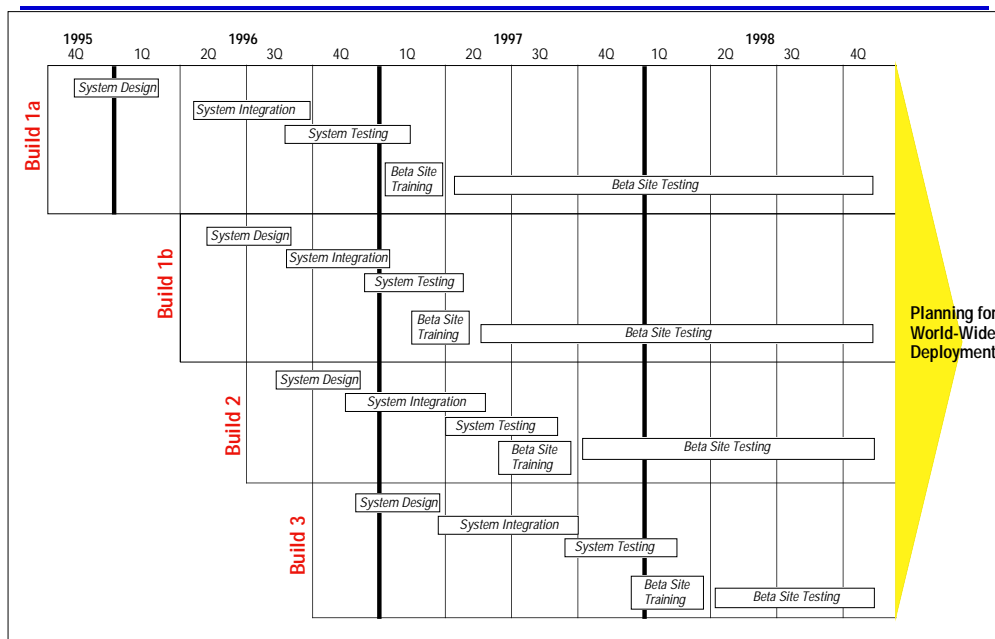 1995 1996 1997 1998
4Q 1Q 2Q 3Q 4Q 1Q 2Q 3Q 4Q 1Q 2Q 3Q 4Q
Build 1a
System Design
System Integration
System Testing
Beta Site
Training
Beta Site Testing
Build 1b
System Design
System Integration
System Testing
Beta Site
Training
Beta Site Testing
Build 2
System Design
System Integration
System Testing
Beta Site
Training
Beta Site Testing
Build 3
System Design
System Integration
System Testing
Beta Site
Training
Beta Site Testing
Planning for
World-Wide
Deployment